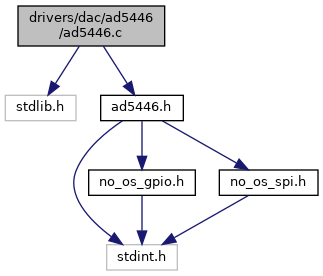 drivers/dac/ad5446
/ad5446.c
stdlib.h
ad5446.h
no_os_gpio.h
no_os_spi.h
stdint.h